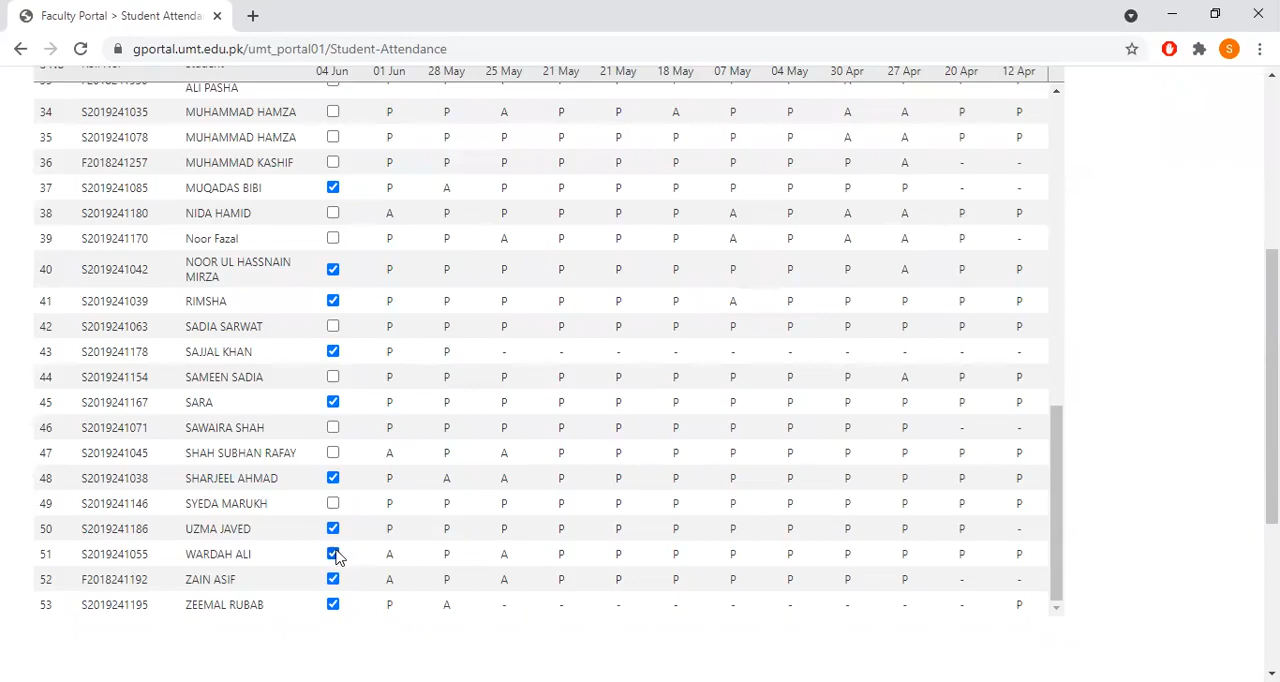 Faculty Portal > Student Attenda
gportal.umt.edu.pk/umt_portal01/Student-Attendance
S
04 Jun 01 Jun 28 May 25 May 21 May 21 May 18 May 07 May 04 May 30 Apr 27 Apr 20 Apr 12 Apr
ALI PASHA
34 S2019241035 MUHAMMAD HAMZA P P A P P A P P A A P P
35 S2019241078 MUHAMMAD HAMZA P P P P P P P P A A P P
36 F2018241257 MUHAMMAD KASHIF P P P P P P P P P A - -
37 S2019241085 MUQADAS BIBI P A P P P P P P P P - -
38 S2019241180 NIDA HAMID A P P P P P A P A A P P
39 S2019241170 Noor Fazal P P A P P P A P A A P -
40 S2019241042 NOOR UL HASSNAIN MIRZA P P P P P P P P P A P P
41 S2019241039 RIMSHA P P P P P P A P P P P P
42 S2019241063 SADIA SARWAT P P P P P P P P P P P P
43 S2019241178 SAJJAL KHAN P P - - - - - - - - - -
44 S2019241154 SAMEEN SADIA P P P P P P P P P A P P
45 S2019241167 SARA P P P P P P P P P P P P
46 S2019241071 SAWAIRA SHAH P P P P P P P P P P - -
47 S2019241045 SHAH SUBHAN RAFAY A P A P P P P P P P P P
48 S2019241038 SHARJEEL AHMAD P A A P P P P P P P P P
49 S2019241146 SYEDA MARUKH P P P P P P P P P P P P
50 S2019241186 UZMA JAVED P P P P P P P P P P P -
51 S2019241055 WARDAH ALI A P A P P P P P P P P P
52 F2018241192 ZAIN ASIF A P A P P P P P P P - -
53 S2019241195 ZEEMAL RUBAB P A - - - - - - - - - P